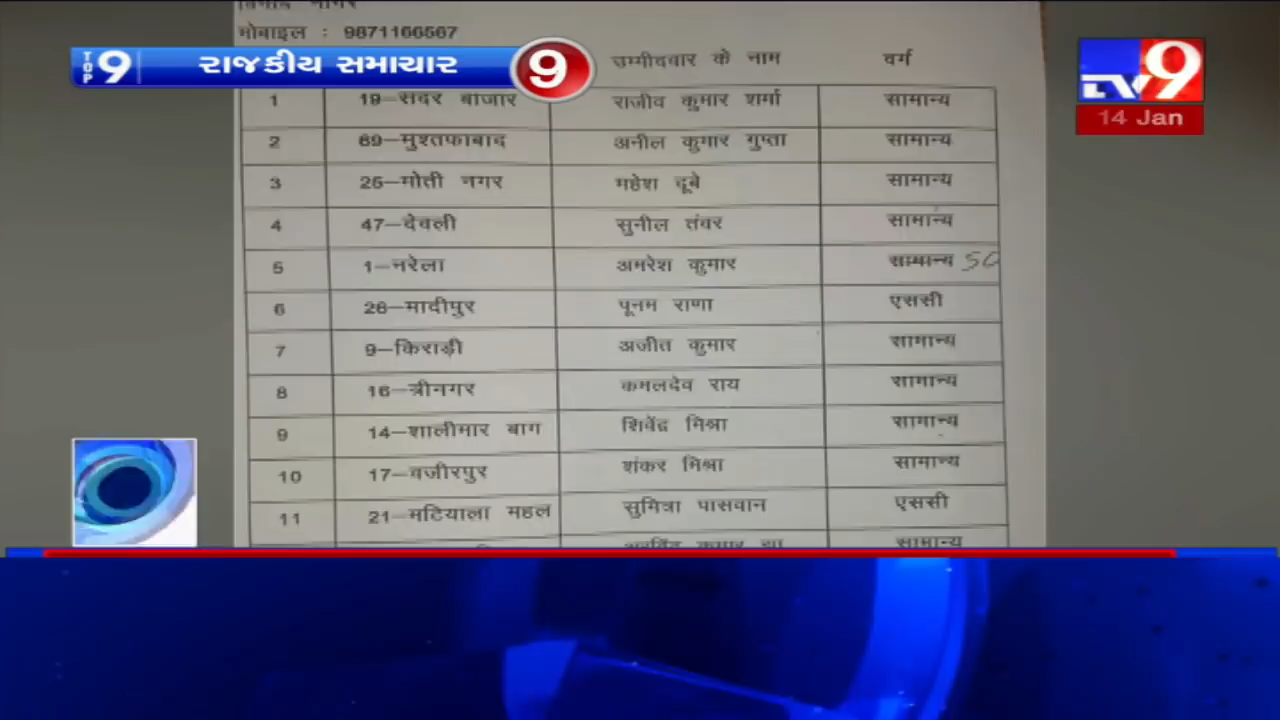 मोबाइल : 9871166567
TOP 9 રાજકીય સમાચાર 9
TV9
14 Jan
उम्मीदवार के नाम वर्ग
1 19-सदर बाजार राजीव कुमार शर्मा सामान्य
2 69-मुश्तफाबाद अनील कुमार गुप्ता सामान्य
3 25-मोती नगर महेश दूबे सामान्य
4 47-देवली सुनील तंवर सामान्य
5 1-नरेला अमरेश कुमार सामान्य SC
6 26-मादीपुर पूनम राणा एससी
7 9-किराड़ी अजीत कुमार सामान्य
8 16-त्रीनगर कमलदेव राय सामान्य
9 14-शालीमार बाग शिवेंद्र मिश्रा सामान्य
10 17-वजीरपुर शंकर मिश्रा सामान्य
11 21-मटियाला महल सुमित्रा पासवान एससी
सामान्य